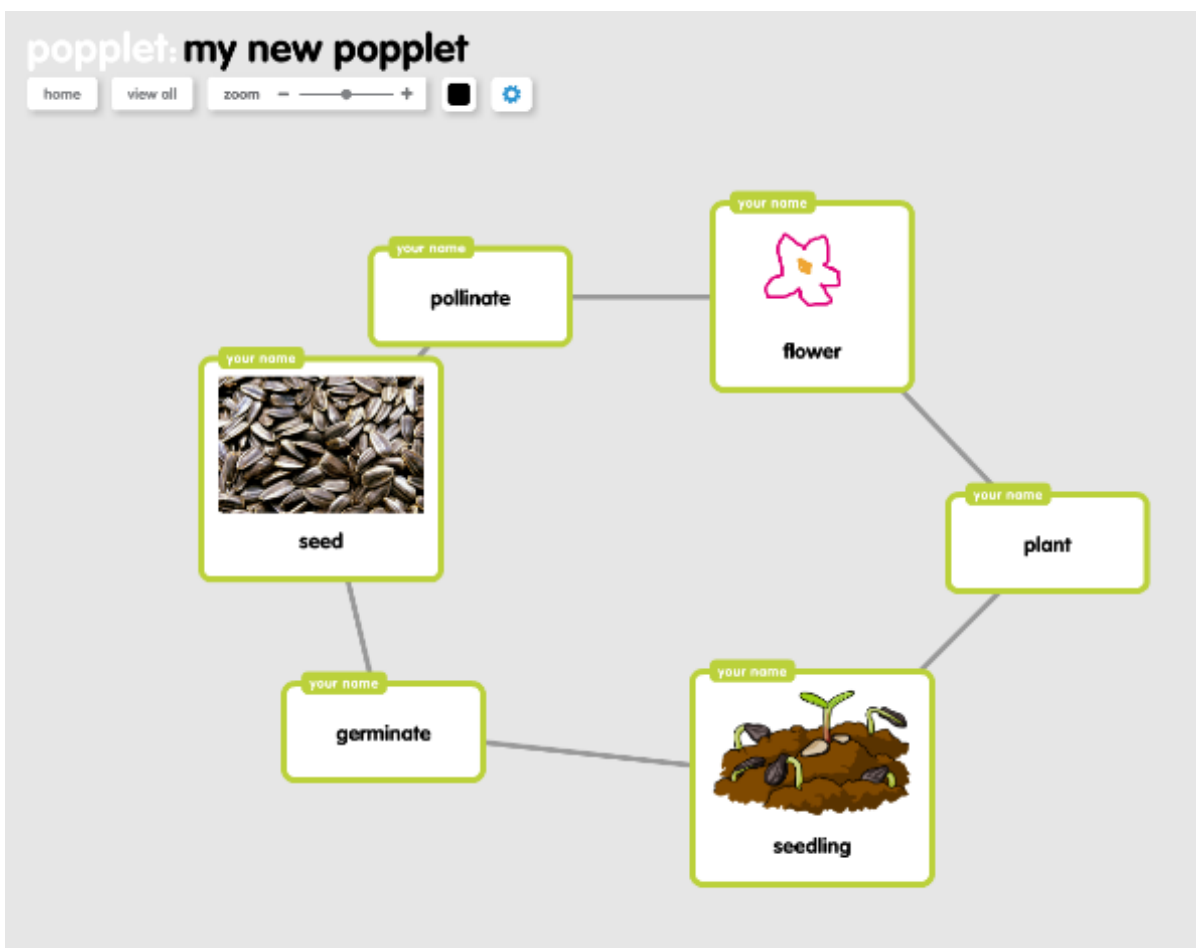 popplet: my new popplet
home view all zoom - +
your name
flower
your name
pollinate
your name
seed
your name
plant
your name
germinate
your name
seedling